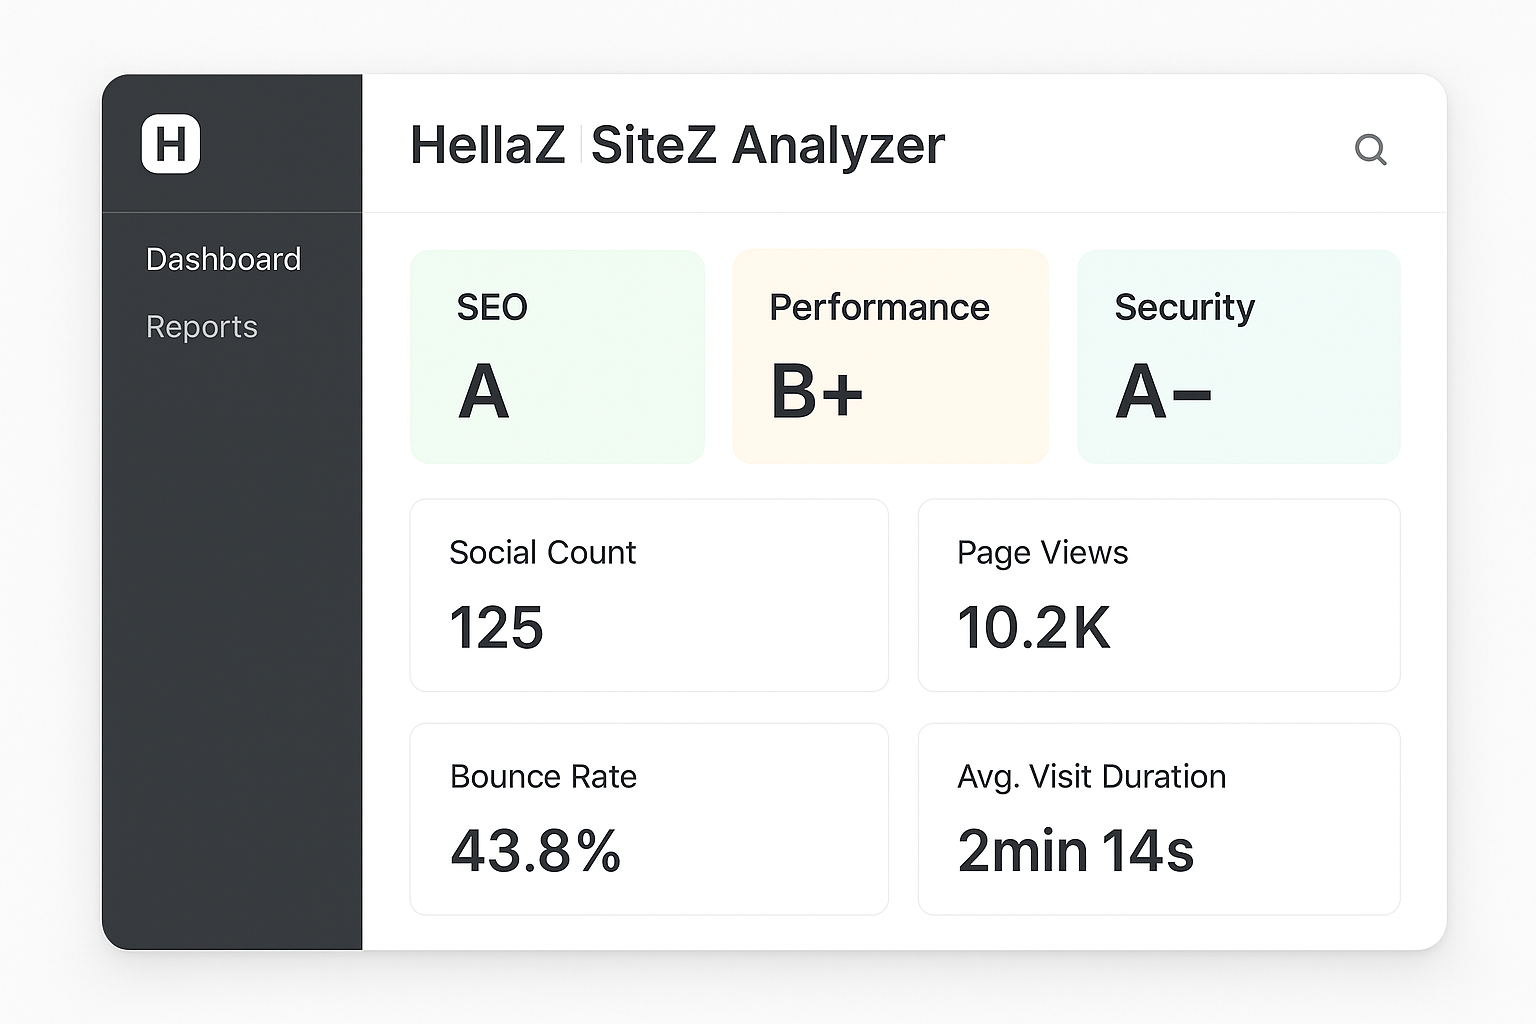 H
HellaZ SiteZ Analyzer
Dashboard
Reports
SEO
A
Performance
B+
Security
A−
Social Count
125
Page Views
10.2K
Bounce Rate
43.8%
Avg. Visit Duration
2min 14s